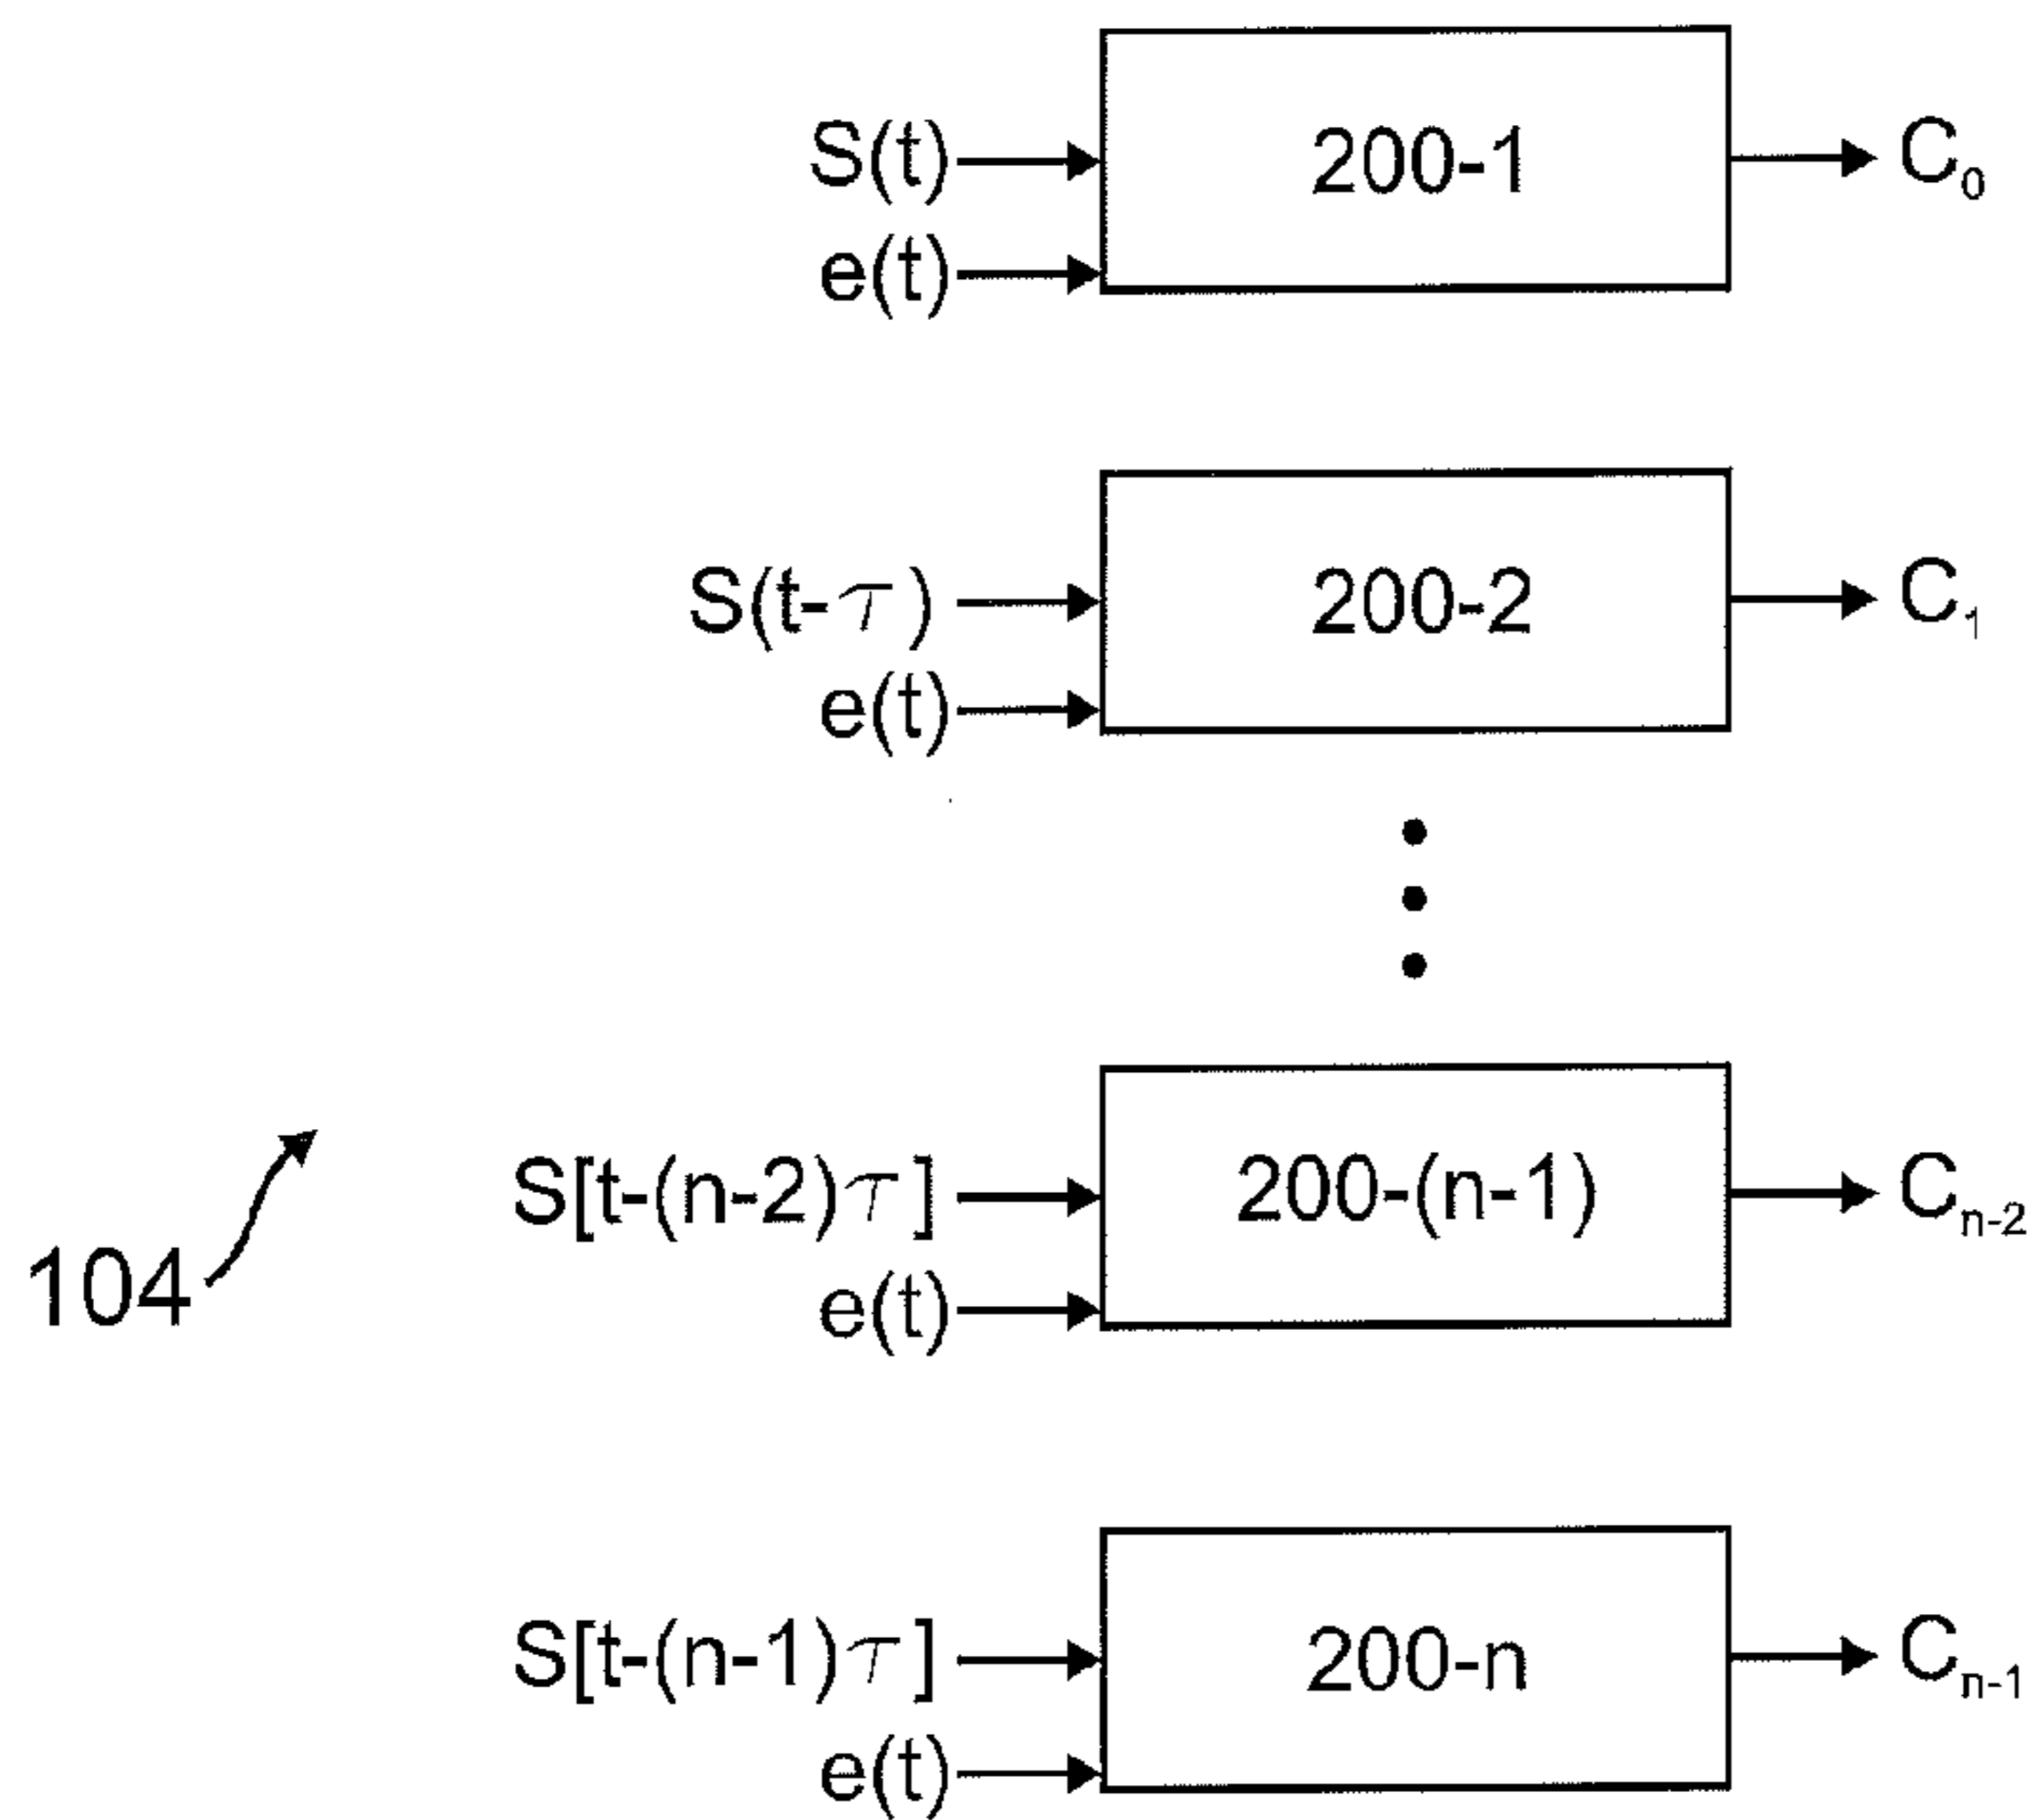 S(t) 200-1 C₀
e(t)
S(t-τ) 200-2 C₁
e(t)
S[t-(n-2)τ] 200-(n-1) Cₙ₋₂
104
e(t)
S[t-(n-1)τ] 200-n Cₙ₋₁
e(t)